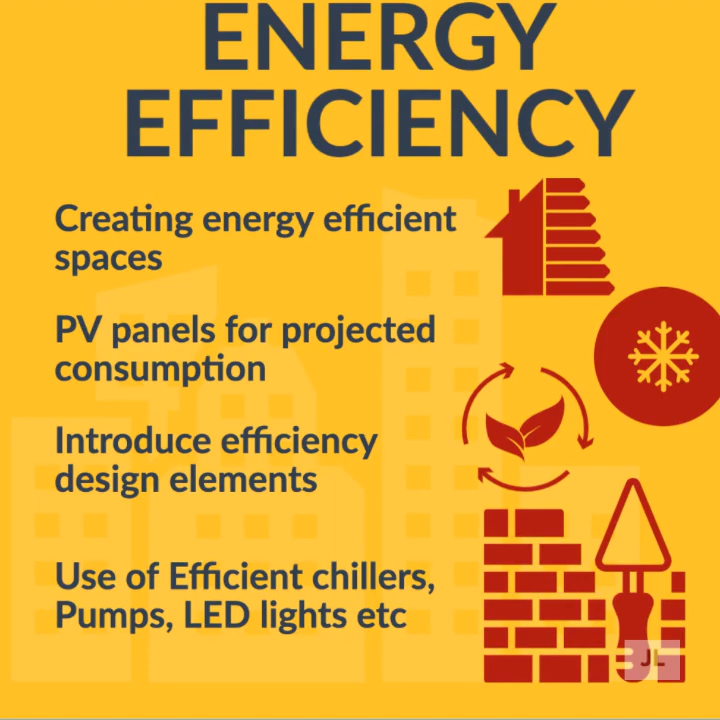 ENERGY
EFFICIENCY
Creating energy efficient
spaces
PV panels for projected
consumption
Introduce efficiency
design elements
Use of Efficient chillers,
Pumps, LED lights etc
JL